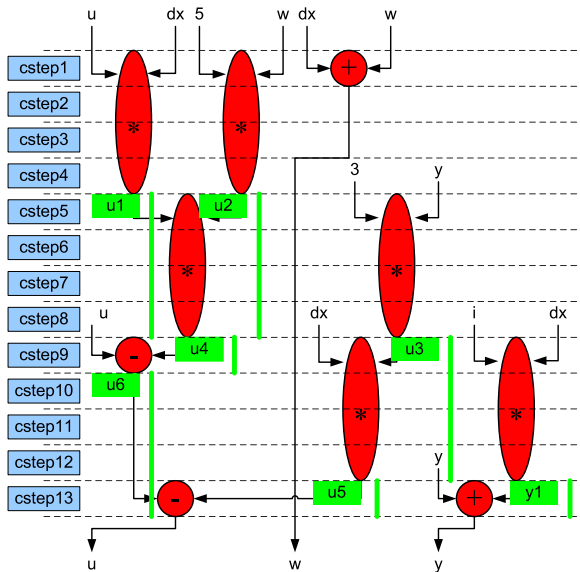 u dx 5 w dx w
cstep1 +
cstep2
cstep3 * *
cstep4
3 y
cstep5 u1 u2
cstep6
cstep7 * *
cstep8
u dx i dx
cstep9 - u4 u3
cstep10 u6
cstep11 * *
cstep12
y
cstep13 - u5 + y1
u w y